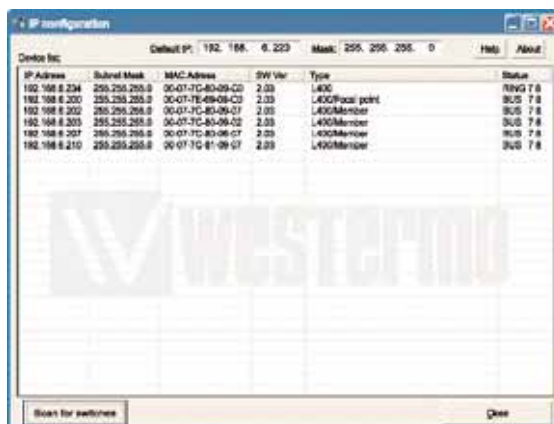 IP configuration
Default IP: 192. 168. 6. 223 Mask: 255. 255. 255. 0 Help About
Device list:
IP Adress Subnet Mask MAC Adress SW Ver Type Status
192.168.6.234 255.255.255.0 2.03 L400 RING 7 8
192.168.6.200 255.255.255.0 2.03 L400/Focal point BUS 7 8
192.168.6.202 255.255.255.0 2.03 L400/Member BUS 7 8
192.168.6.203 255.255.255.0 2.03 L400/Member BUS 7 8
192.168.6.207 255.255.255.0 2.03 L400/Member BUS 7 8
192.168.6.210 255.255.255.0 00-07-7C-81-09-07 2.03 L400/Member BUS 7 8
westermo
Scan for switches Close